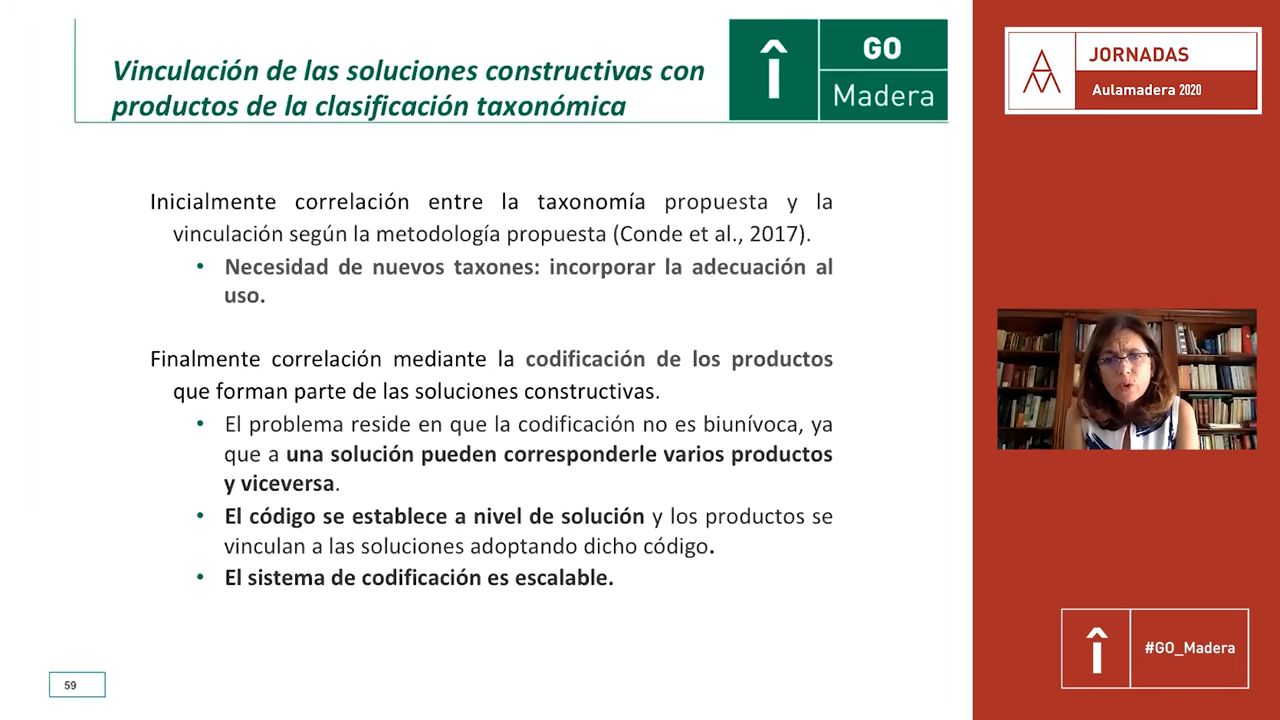 Vinculación de las soluciones constructivas con
productos de la clasificación taxonómica
GO
Madera
Inicialmente correlación entre la taxonomía propuesta y la
vinculación según la metodología propuesta (Conde et al., 2017).
• Necesidad de nuevos taxones: incorporar la adecuación al
uso.
Finalmente correlación mediante la codificación de los productos
que forman parte de las soluciones constructivas.
• El problema reside en que la codificación no es biunívoca, ya
que a una solución pueden corresponderle varios productos
y viceversa.
• El código se establece a nivel de solución y los productos se
vinculan a las soluciones adoptando dicho código.
• El sistema de codificación es escalable.
59
JORNADAS
Aulamadera 2020
#GO_Madera